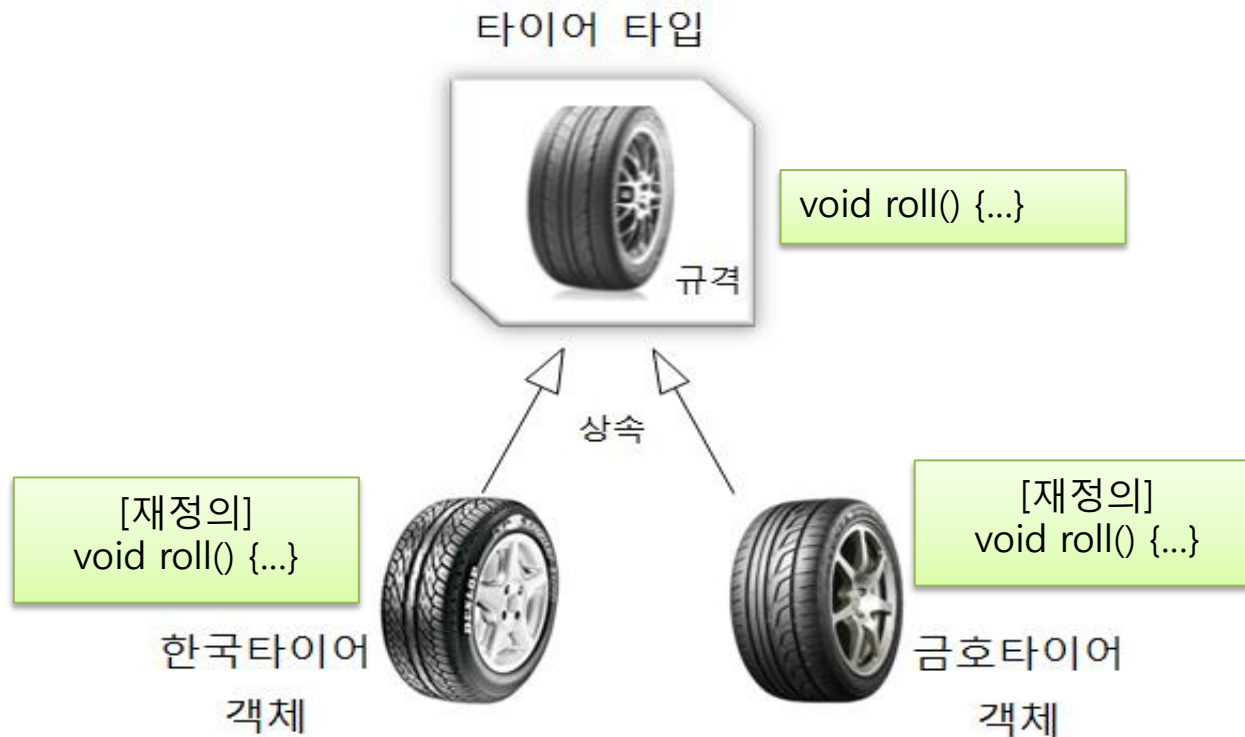 타이어 타입
void roll() {...}
규격
상속
[재정의]
void roll() {...}
한국타이어
객체
[재정의]
void roll() {...}
금호타이어
객체